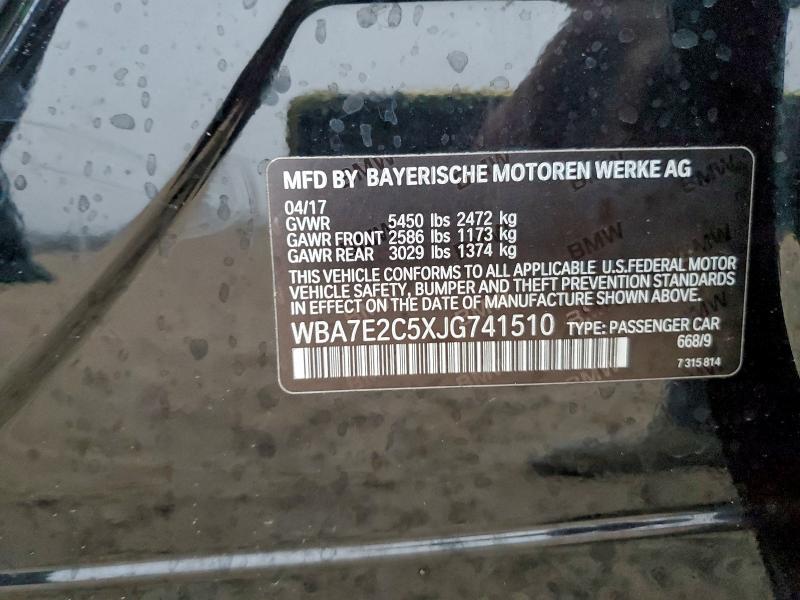 MFD BY BAYERISCHE MOTOREN WERKE AG
04/17
GVWR 5450 lbs 2472 kg
GAWR FRONT 2586 lbs 1173 kg
GAWR REAR 3029 lbs 1374 kg
THIS VEHICLE CONFORMS TO ALL APPLICABLE U.S.FEDERAL MOTOR
VEHICLE SAFETY, BUMPER AND THEFT PREVENTION STANDARDS
IN EFFECT ON THE DATE OF MANUFACTURE SHOWN ABOVE.
WBA7E2C5XJG741510 TYPE: PASSENGER CAR
668/9
7 315 814